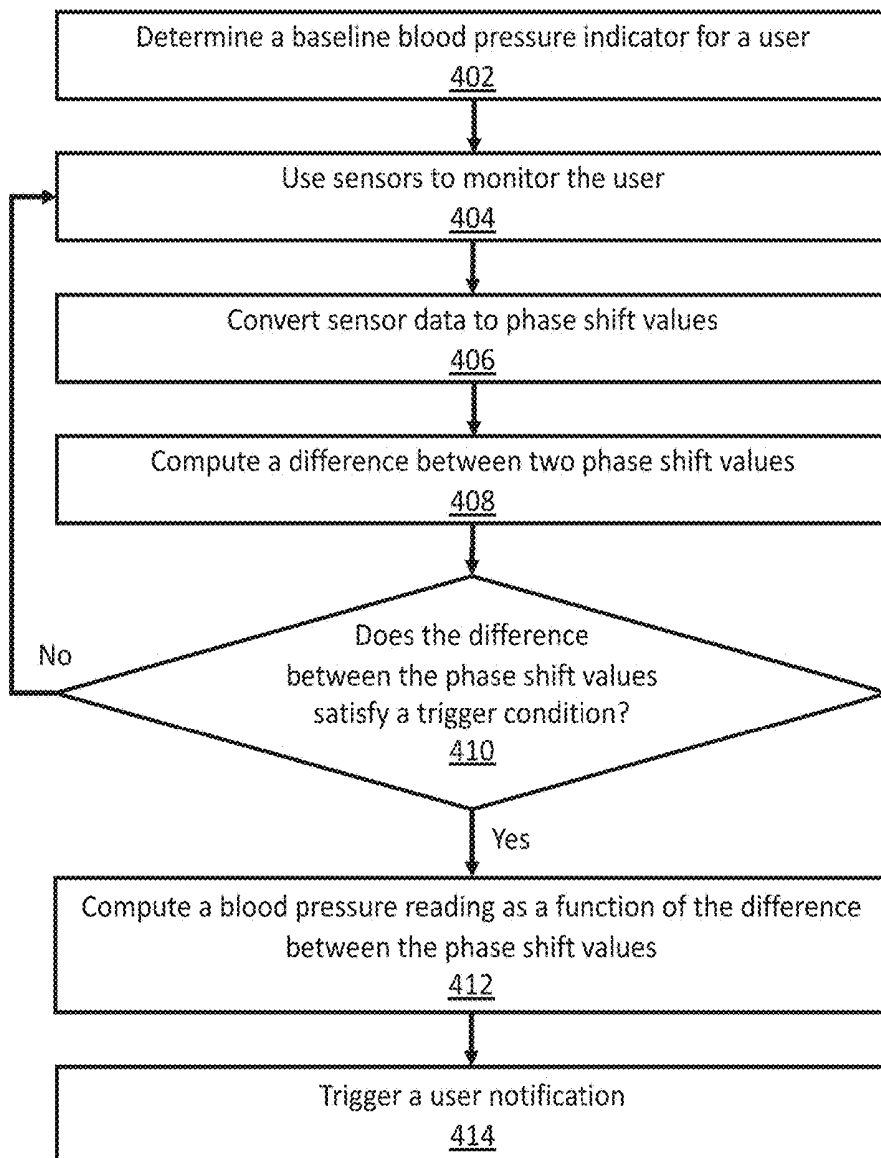 Determine a baseline blood pressure indicator for a user
402
Use sensors to monitor the user
404
Convert sensor data to phase shift values
406
Compute a difference between two phase shift values
408
Does the difference
between the phase shift values
satisfy a trigger condition?
410
No
Yes
Compute a blood pressure reading as a function of the difference
between the phase shift values
412
Trigger a user notification
414